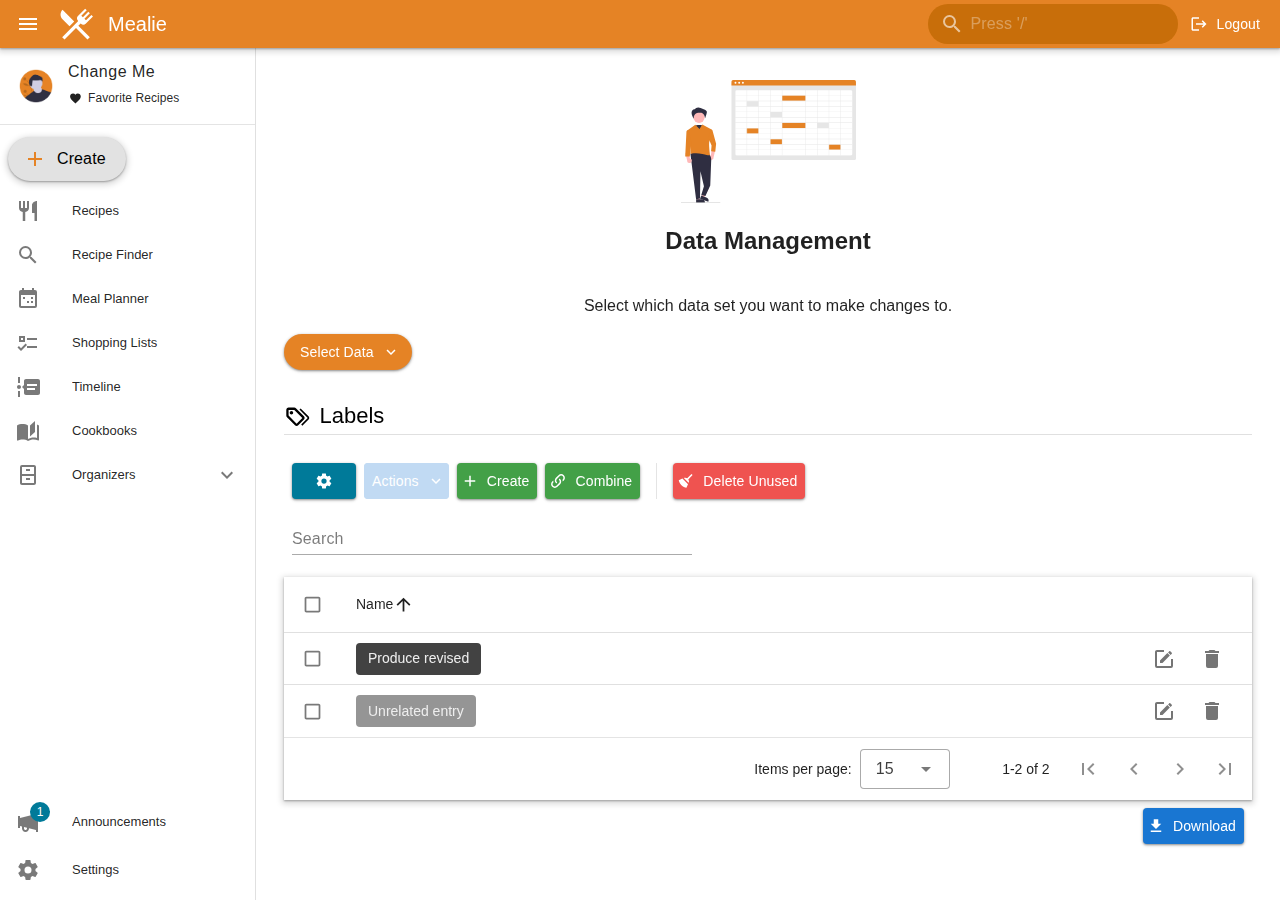 Mealie
Press '/'
Logout
Change Me
Favorite Recipes
Create
Recipes
Recipe Finder
Meal Planner
Shopping Lists
Timeline
Cookbooks
Organizers
1
Announcements
Settings
Data Management
Select which data set you want to make changes to.
Select Data
Labels
Actions
Create
Combine
Delete Unused
Search
Name
Produce revised
Unrelated entry
Items per page: 15 1-2 of 2
Download